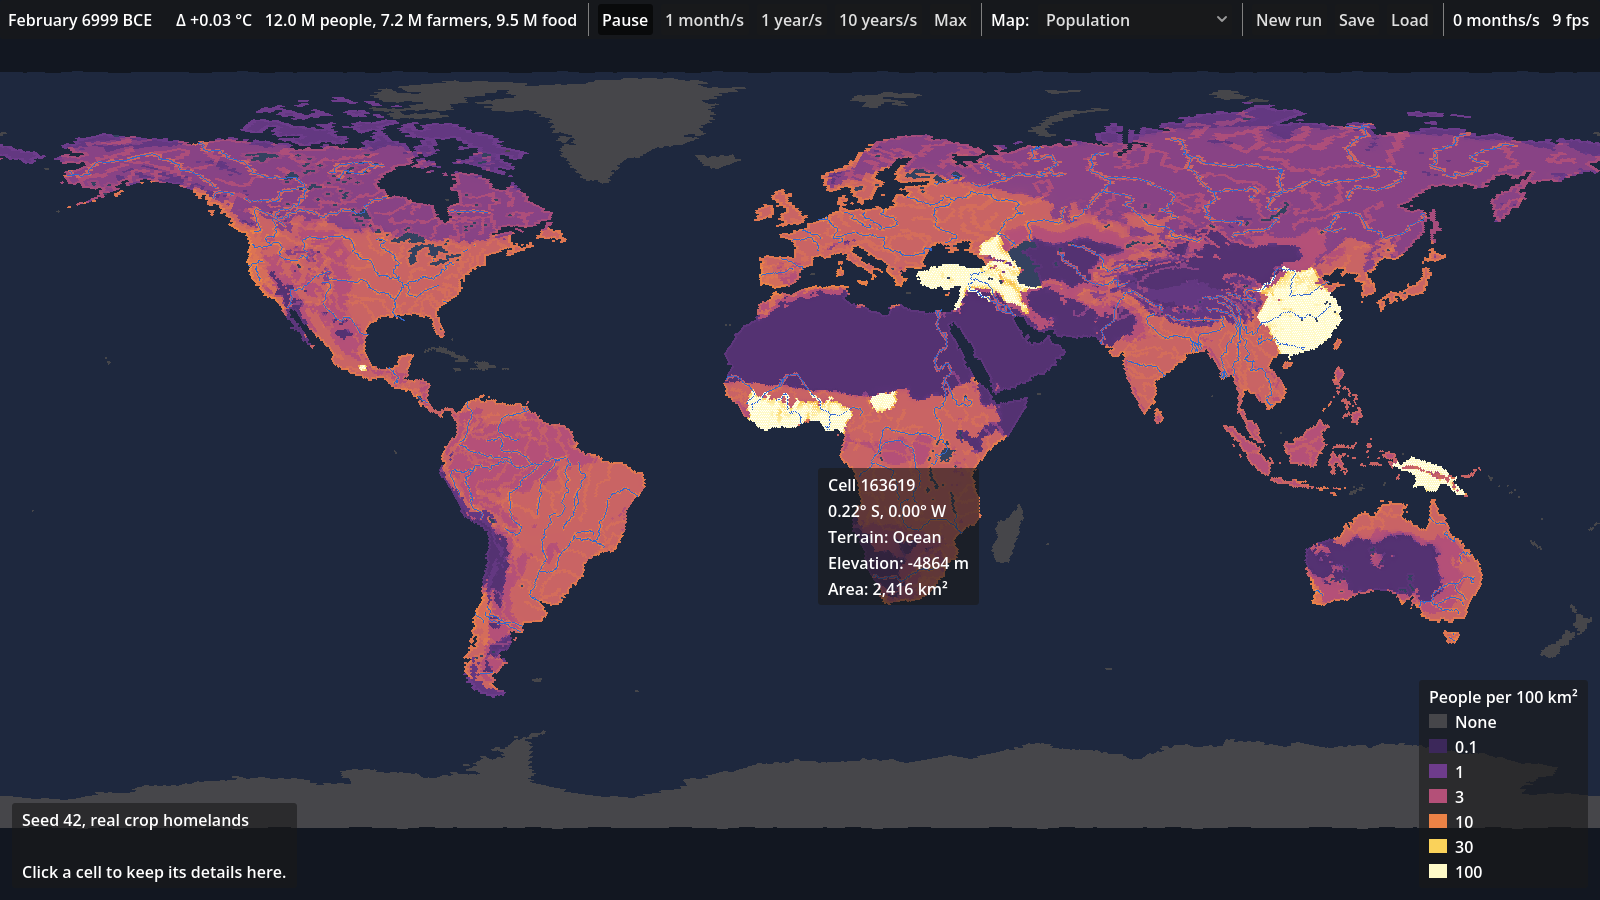 February 6999 BCE Δ +0.03 °C 12.0 M people, 7.2 M farmers, 9.5 M food Pause 1 month/s 1 year/s 10 years/s Max Map: Population New run Save Load 0 months/s 9 fps
Cell 163619
0.22° S, 0.00° W
Terrain: Ocean
Elevation: -4864 m
Area: 2,416 km²
People per 100 km²
None
0.1
1
3
10
30
100
Seed 42, real crop homelands
Click a cell to keep its details here.